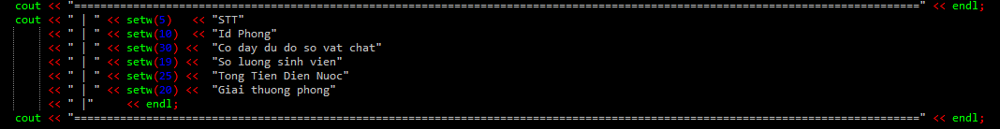 cout << "=================================================================================================================================" << endl;
cout << " | " << setw(5)   << "STT"
<< " | " << setw(10)  << "Id Phong"
<< " | " << setw(30) <<  "Co day du do so vat chat"
<< " | " << setw(19) <<  "So luong sinh vien"
<< " | " << setw(25) <<  "Tong Tien Dien Nuoc"
<< " | " << setw(20) <<  "Giai thuong phong"
<< " |"     << endl;
cout << "=================================================================================================================================" << endl;